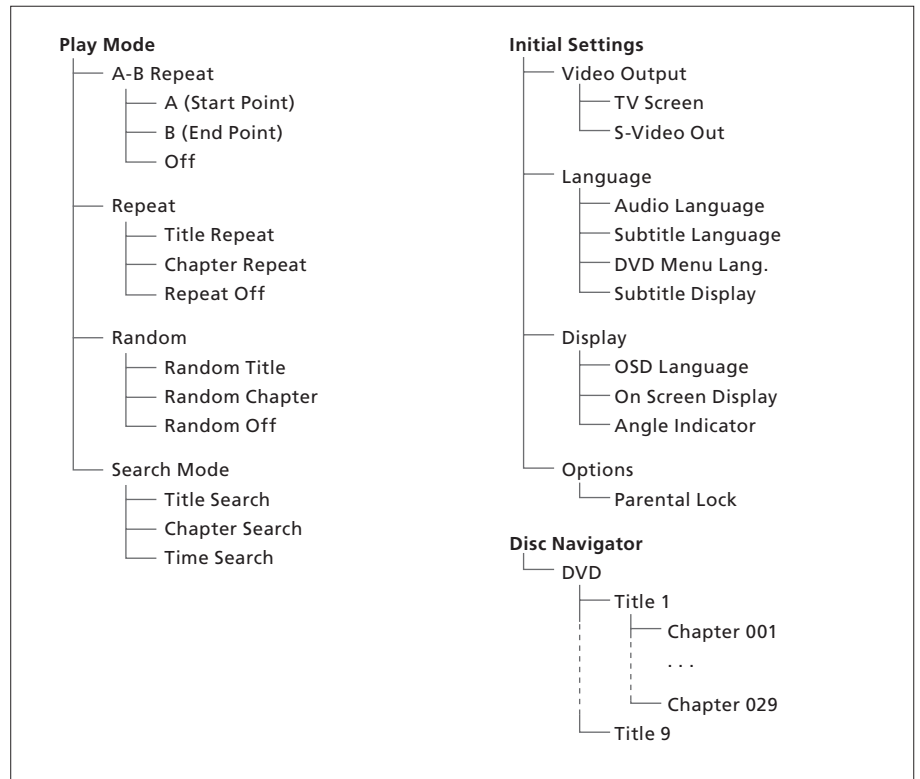 Play Mode
A-B Repeat
A (Start Point)
B (End Point)
Off
Repeat
Title Repeat
Chapter Repeat
Repeat Off
Random
Random Title
Random Chapter
Random Off
Search Mode
Title Search
Chapter Search
Time Search
Initial Settings
Video Output
TV Screen
S-Video Out
Language
Audio Language
Subtitle Language
DVD Menu Lang.
Subtitle Display
Display
OSD Language
On Screen Display
Angle Indicator
Options
Parental Lock
Disc Navigator
DVD
Title 1
Chapter 001
. . .
Chapter 029
Title 9